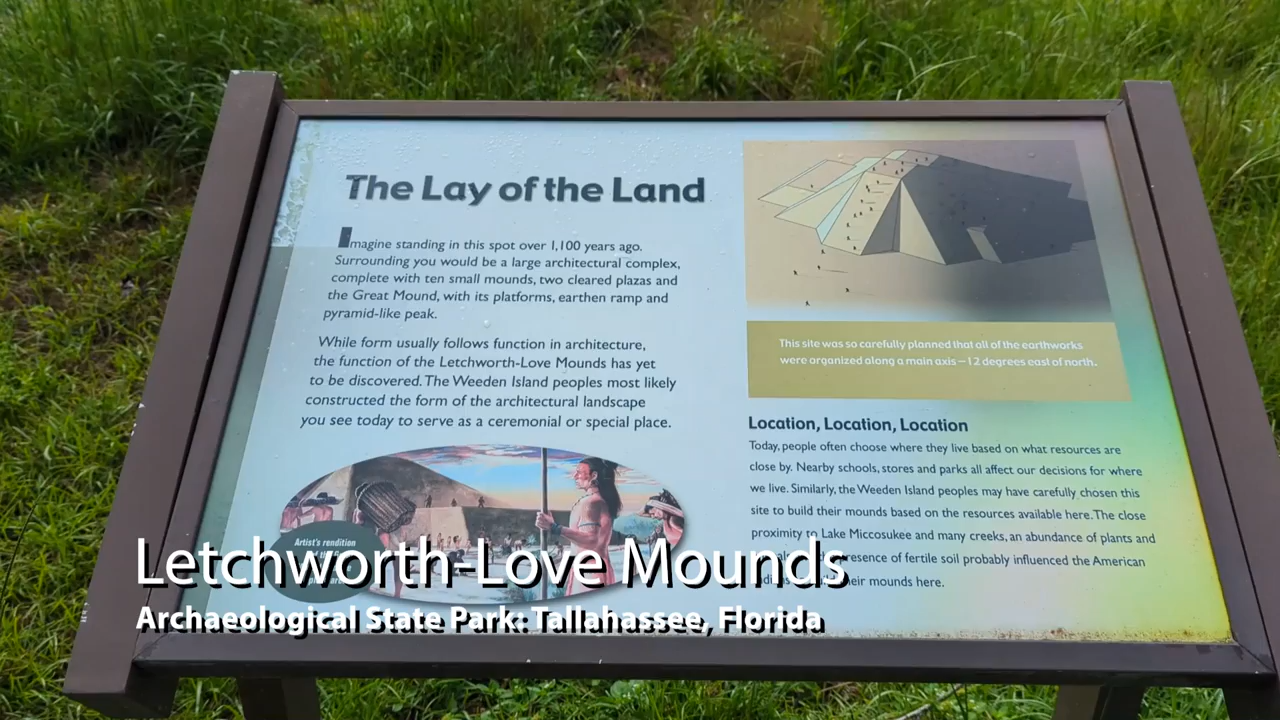 The Lay of the Land
Imagine standing in this spot over 1,100 years ago.
Surrounding you would be a large architectural complex,
complete with ten small mounds, two cleared plazas and
the Great Mound, with its platforms, earthen ramp and
pyramid-like peak.
While form usually follows function in architecture,
the function of the Letchworth-Love Mounds has yet
to be discovered. The Weeden Island peoples most likely
constructed the form of the architectural landscape
you see today to serve as a ceremonial or special place.
Artist's rendition
This site was so carefully planned that all of the earthworks
were organized along a main axis – 12 degrees east of north.
Location, Location, Location
Today, people often choose where they live based on what resources are
close by. Nearby schools, stores and parks all affect our decisions for where
we live. Similarly, the Weeden Island peoples may have carefully chosen this
site to build their mounds based on the resources available here. The close
proximity to Lake Miccosukee and many creeks, an abundance of plants and
presence of fertile soil probably influenced the American
their mounds here.
Letchworth-Love Mounds
Archaeological State Park: Tallahassee, Florida